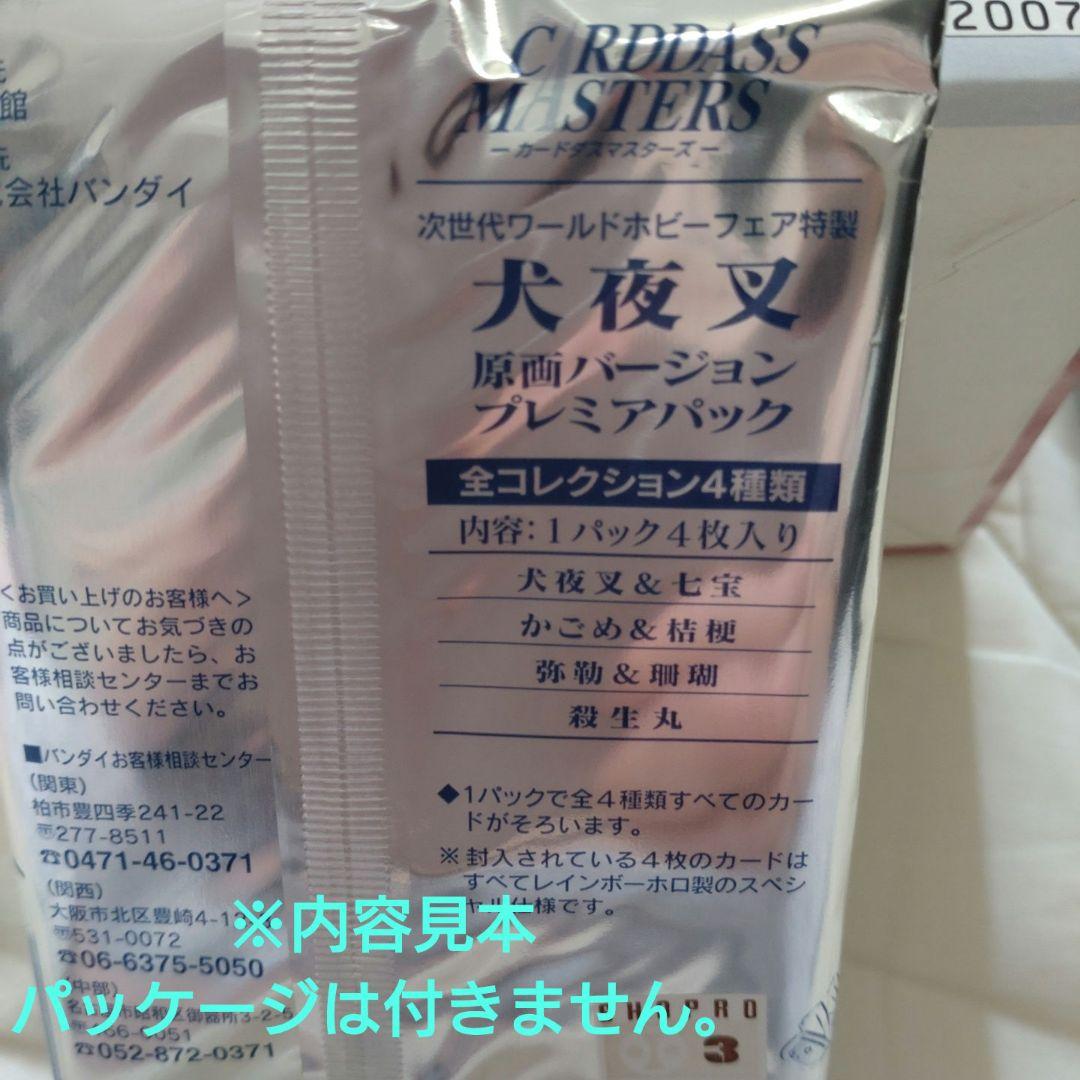 2007
CARDDASS
MASTERS
ーカードダスマスターズー
次世代ワールドホビーフェア特製
犬夜叉
原画バージョン
プレミアパック
全コレクション4種類
内容:1パック4枚入り
犬夜叉&七宝
かごめ&桔梗
弥勒&珊瑚
殺生丸
◆1パックで全4種類すべてのカー
ドがそろいます。
※封入されている4枚のカードは
すべてレインボーホロ製のスペシ
ャル仕様です。
元
館
元
会社バンダイ
<お買い上げのお客様へ>
商品についてお気づきの
点がございましたら、お
客様相談センターまでお
問い合わせください。
■バンダイお客様相談センター
(関東)
柏市豊四季241-22
〒277-8511
☎0471-46-0371
(関西)
大阪市北区豊崎4-1
〒531-0072
☎06-6375-5050
(中部)
市昭和区御器所3-2-5
☎052-872-0371
※内容見本
パッケージは付きません。
SHOPRO
3